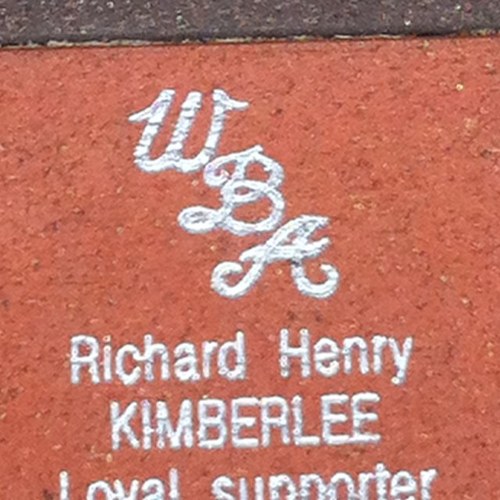 WBA
Richard Henry
KIMBERLEE
Loyal supporter